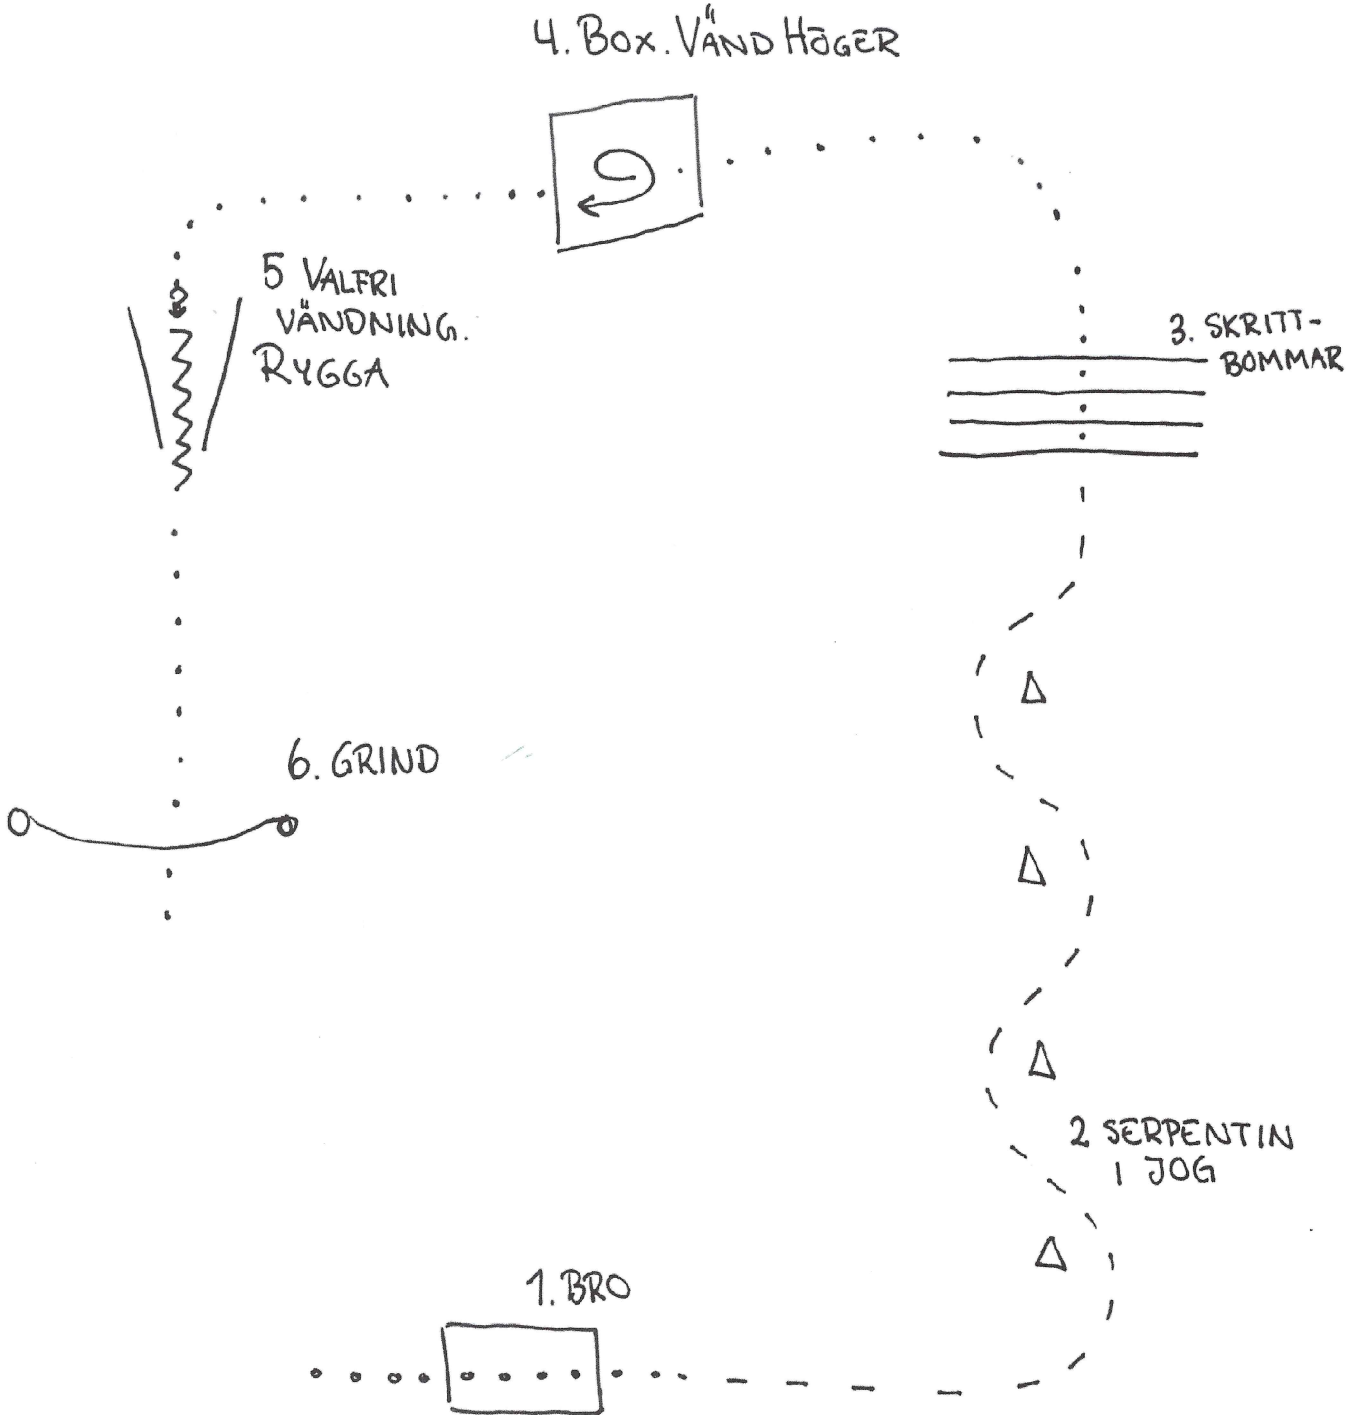 4. BOX. VÄND HÖGER
5 VALFRI
VÄNDNING.
RYGGA
3. SKRITT-
BOMMAR
6. GRIND
2 SERPENTIN
I JOG
1. BRO